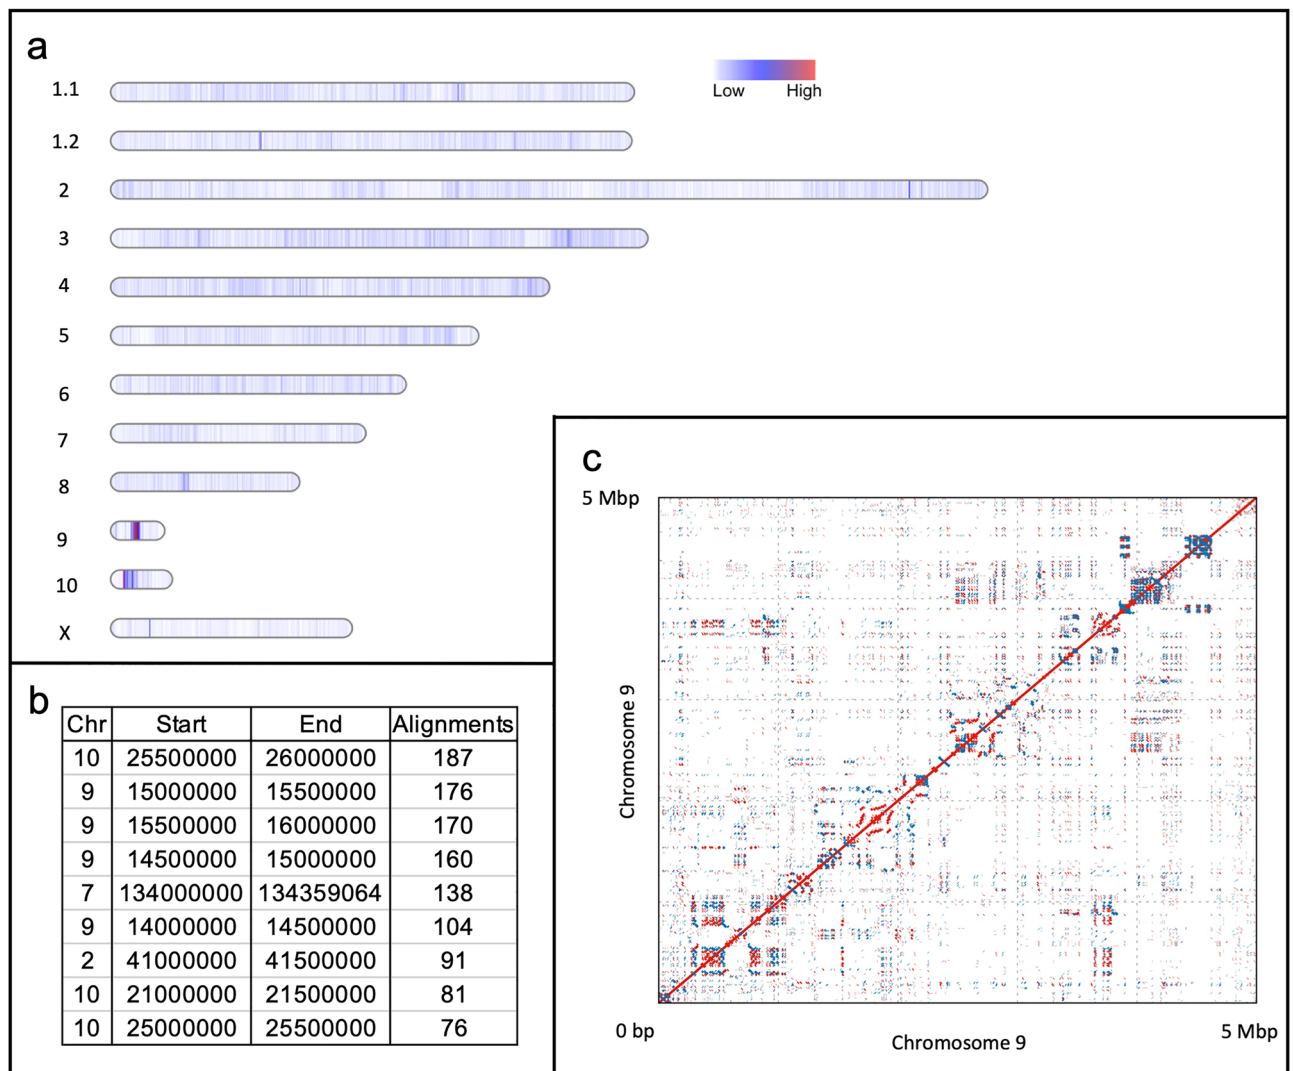 a
Low High
1.1
1.2
2
3
4
5
6
7
8
9
10
X
b
Chr Start End Alignments
10 25500000 26000000 187
9 15000000 15500000 176
9 15500000 16000000 170
9 14500000 15000000 160
7 134000000 134359064 138
9 14000000 14500000 104
2 41000000 41500000 91
10 21000000 21500000 81
10 25000000 25500000 76
c
5 Mbp
Chromosome 9
0 bp
Chromosome 9
5 Mbp